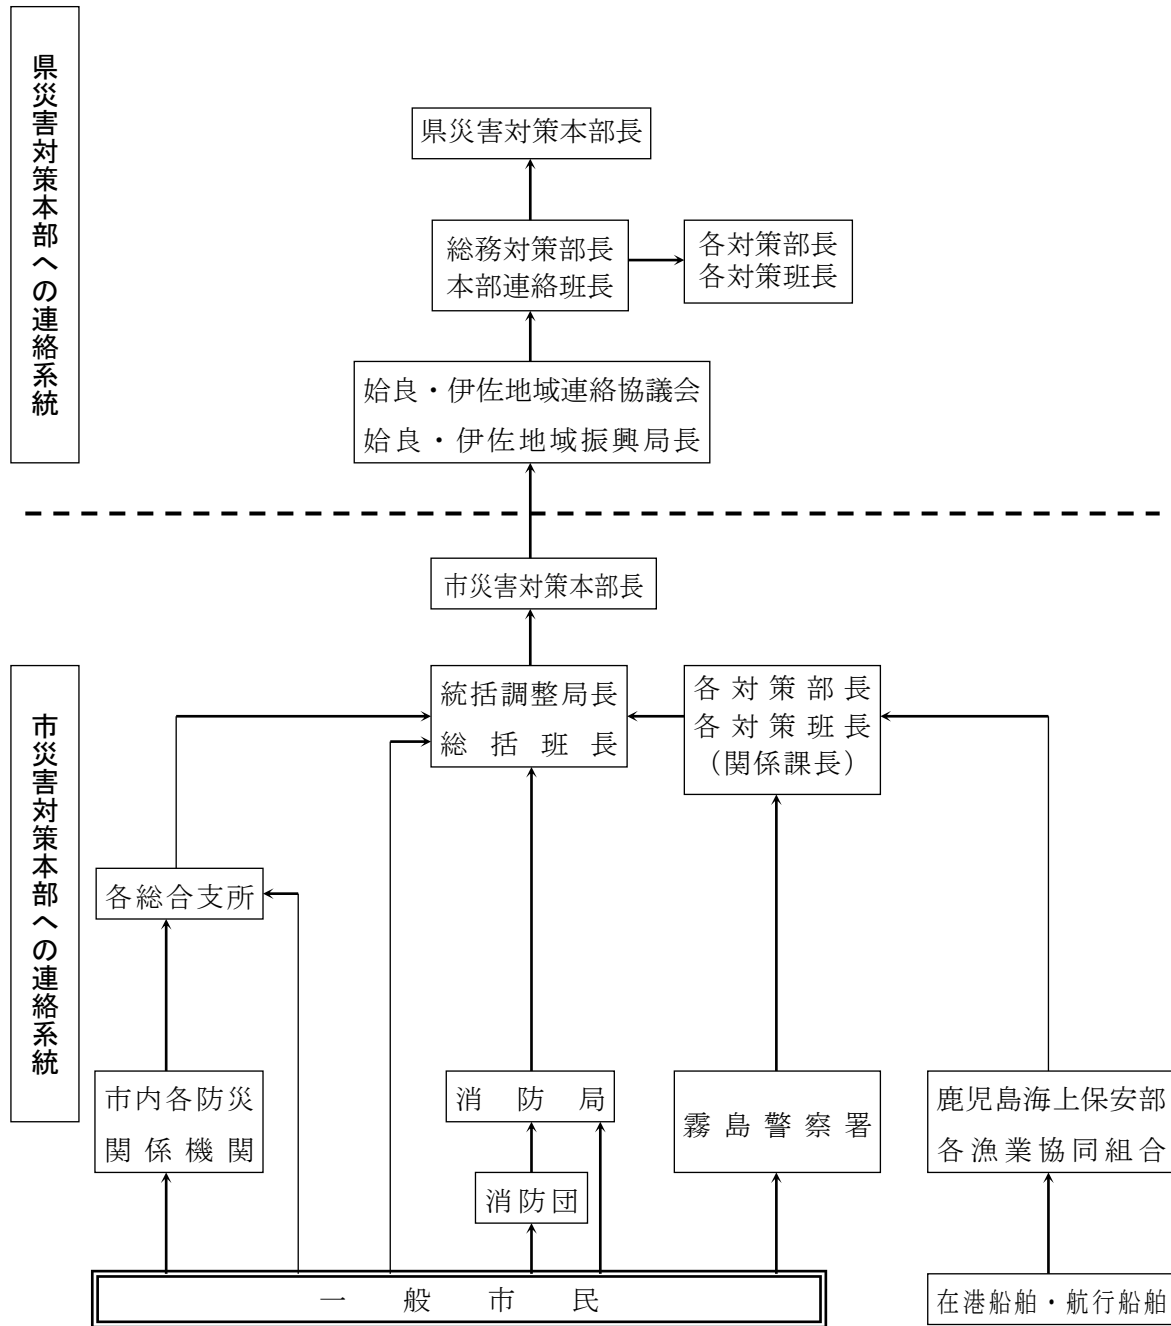 県災害対策本部への連絡系統
県災害対策本部長
総務対策部長
本部連絡班長
各対策部長
各対策班長
姶良・伊佐地域連絡協議会
姶良・伊佐地域振興局長
市災害対策本部への連絡系統
市災害対策本部長
統括調整局長
総括班長
各対策部長
各対策班長
（関係課長）
各総合支所
市内各防災
関係機関
消防局
消防団
霧島警察署
鹿児島海上保安部
各漁業協同組合
一般市民
在港船舶・航行船舶